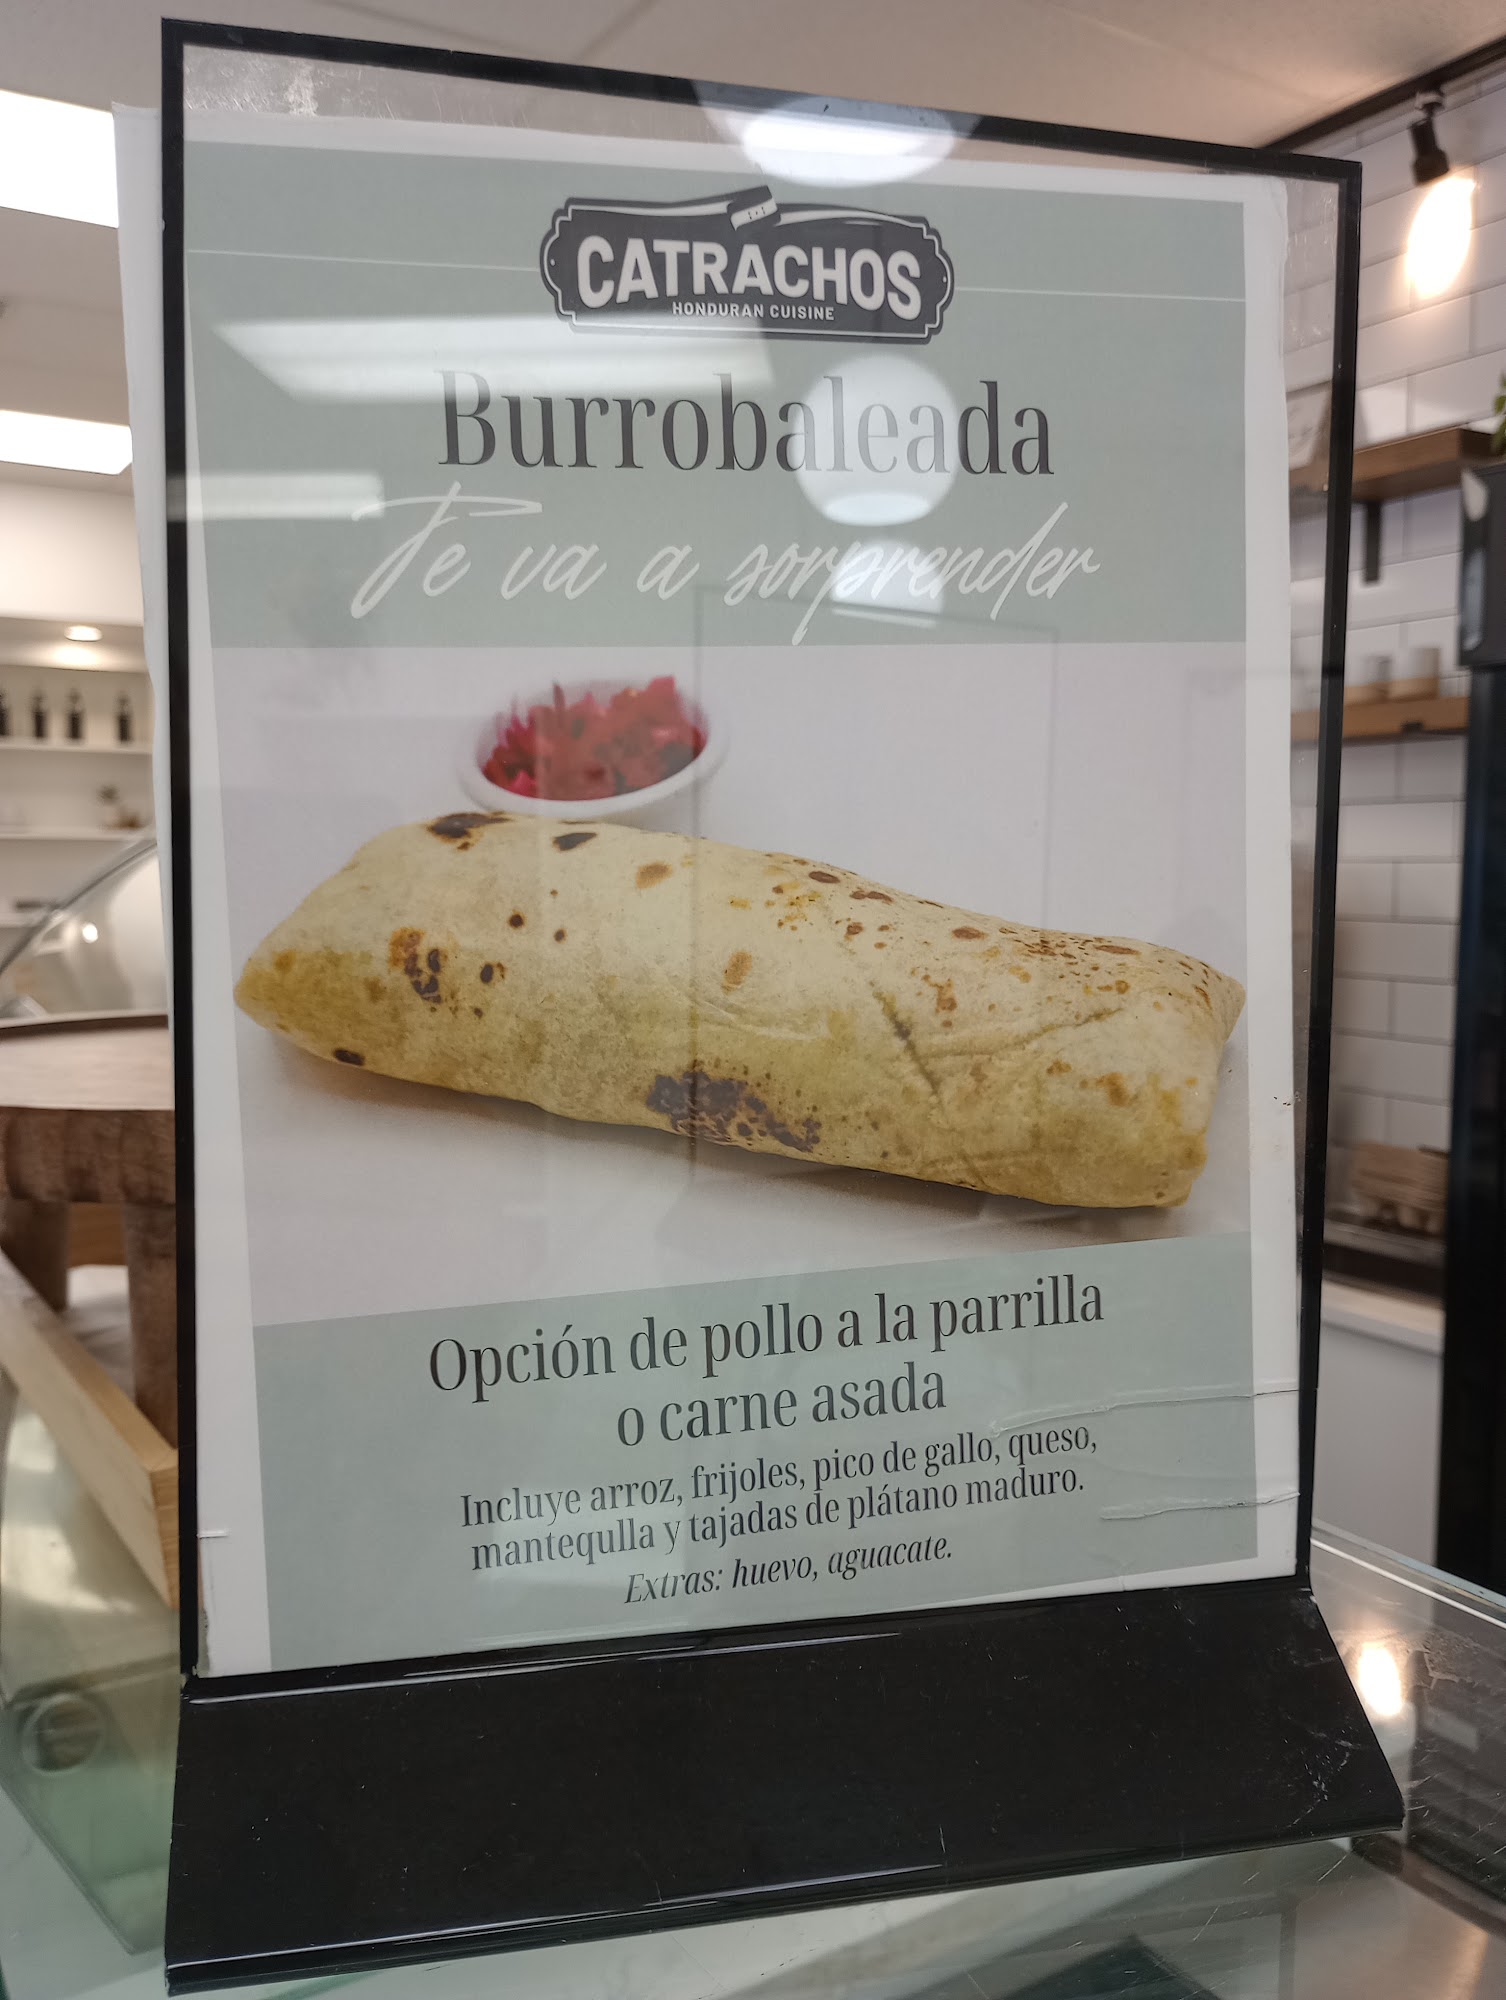 CATRACHOS
HONDURAN CUISINE
Burrobaleada
Te va a sorprender
Opción de pollo a la parrilla
o carne asada
Incluye arroz, frijoles, pico de gallo, queso,
mantequlla y tajadas de plátano maduro.
Extras: huevo, aguacate.